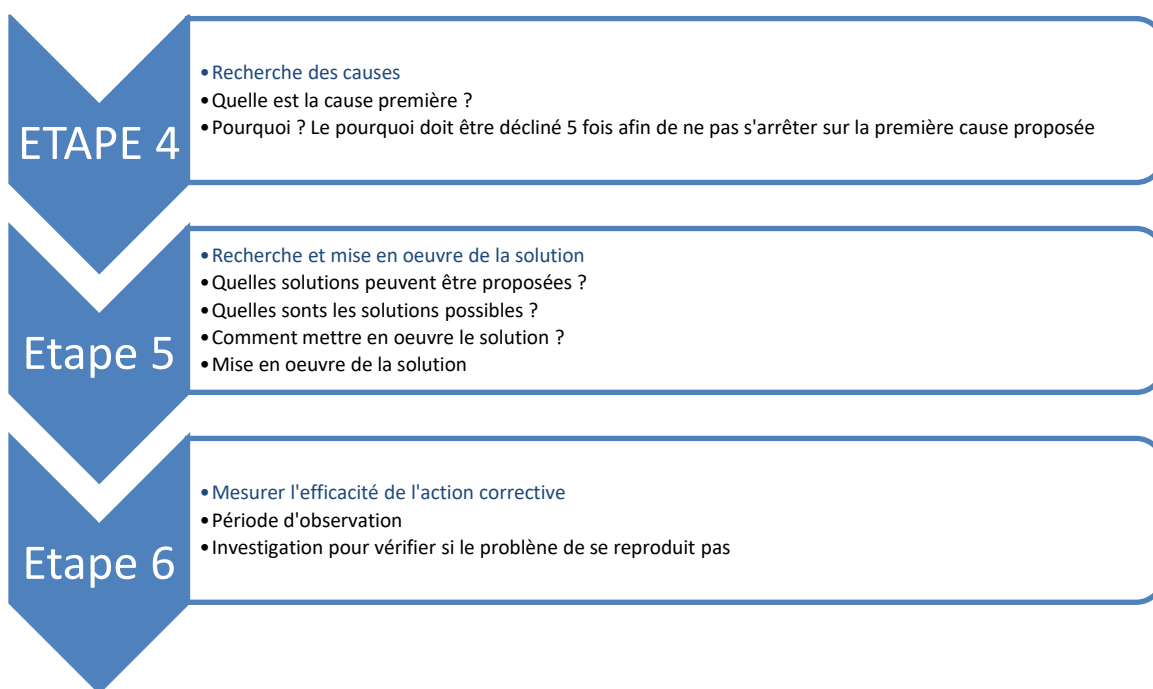 ETAPE 4
•Recherche des causes
•Quelle est la cause première ?
•Pourquoi ? Le pourquoi doit être décliné 5 fois afin de ne pas s'arrêter sur la première cause proposée
Etape 5
•Recherche et mise en oeuvre de la solution
•Quelles solutions peuvent être proposées ?
•Quelles sonts les solutions possibles ?
•Comment mettre en oeuvre le solution ?
•Mise en oeuvre de la solution
Etape 6
•Mesurer l'efficacité de l'action corrective
•Période d'observation
•Investigation pour vérifier si le problène de se reproduit pas